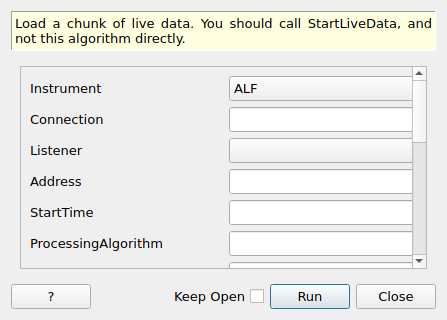 Load a chunk of live data. You should call StartLiveData, and
not this algorithm directly.
Instrument ALF
Connection
Listener
Address
StartTime
ProcessingAlgorithm
? Keep Open Run Close